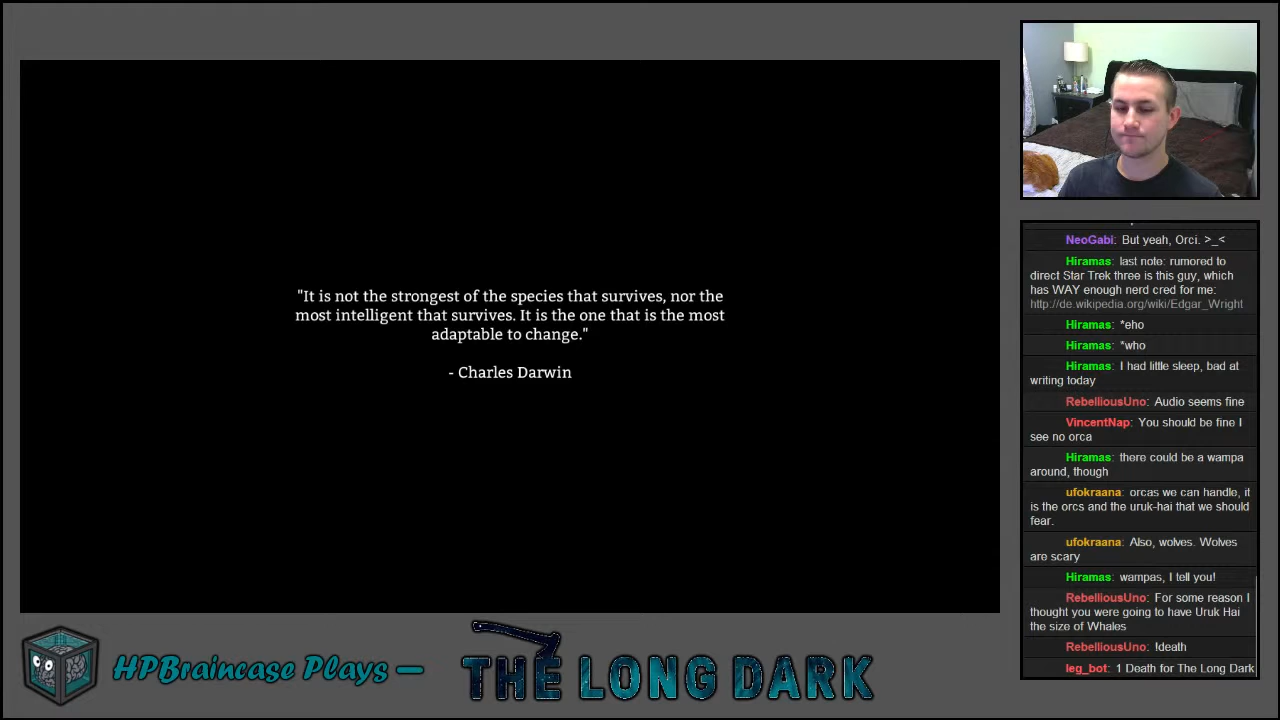 "It is not the strongest of the species that survives, nor the
most intelligent that survives. It is the one that is the most
adaptable to change."
- Charles Darwin
NeoGabi: But yeah, Orci. >_<
Hiramas: last note: rumored to
direct Star Trek three is this guy, which
has WAY enough nerd cred for me:
http://de.wikipedia.org/wiki/Edgar_Wright
Hiramas: *eho
Hiramas: *who
Hiramas: I had little sleep, bad at
writing today
RebelliousUno: Audio seems fine
VincentNap: You should be fine I
see no orca
Hiramas: there could be a wampa
around, though
ufokraana: orcas we can handle, it
is the orcs and the uruk-hai that we should
fear.
ufokraana: Also, wolves. Wolves
are scary
Hiramas: wampas, I tell you!
RebelliousUno: For some reason I
thought you were going to have Uruk Hai
the size of Whales
RebelliousUno: !death
leg_bot: 1 Death for The Long Dark
HPBraincase Plays – THE LONG DARK